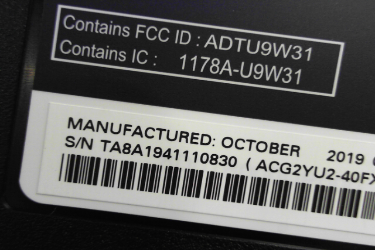 Contains FCC ID : ADTU9W31
Contains IC : 1178A-U9W31
MANUFACTURED: OCTOBER 2019
S/N TA8A1941110830 ( ACG2YU2-40FX